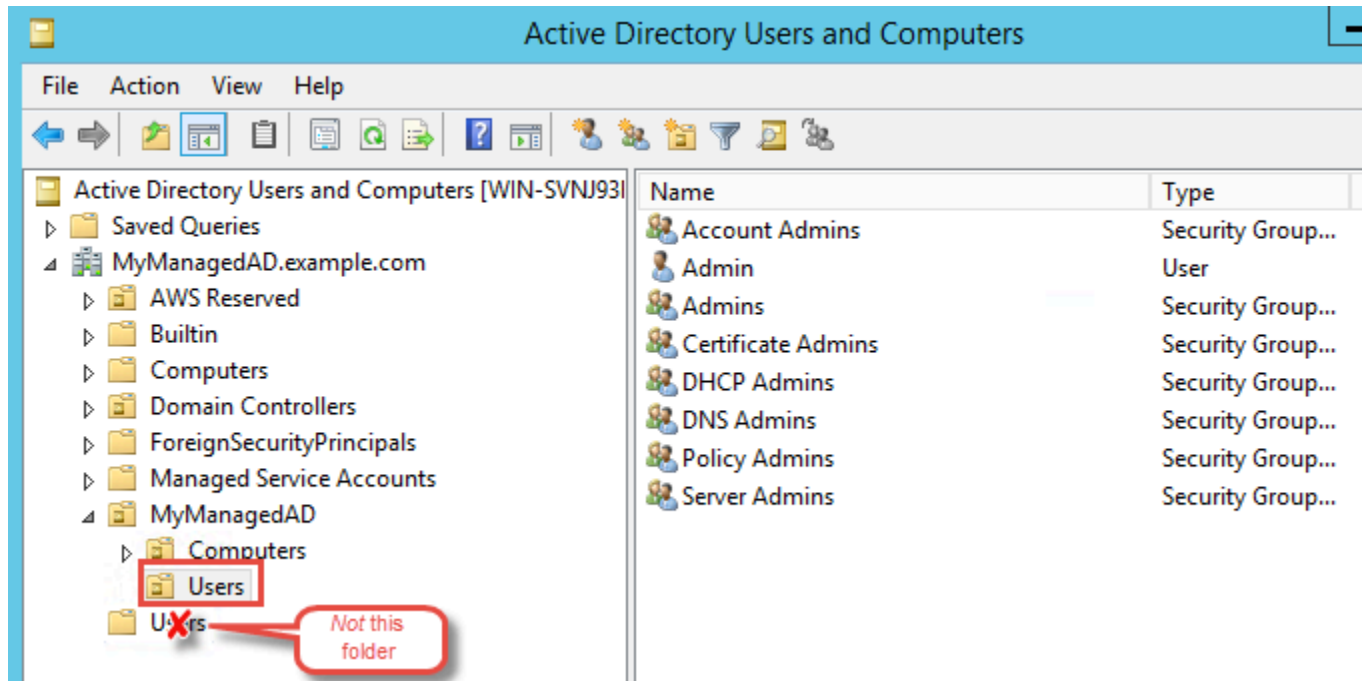 Active Directory Users and Computers
File Action View Help
Active Directory Users and Computers [WIN-SVNJ93I
Saved Queries
MyManagedAD.example.com
AWS Reserved
Builtin
Computers
Domain Controllers
ForeignSecurityPrincipals
Managed Service Accounts
MyManagedAD
Computers
Users
Users
Not this
folder
Name Type
Account Admins Security Group...
Admin User
Admins Security Group...
Certificate Admins Security Group...
DHCP Admins Security Group...
DNS Admins Security Group...
Policy Admins Security Group...
Server Admins Security Group...